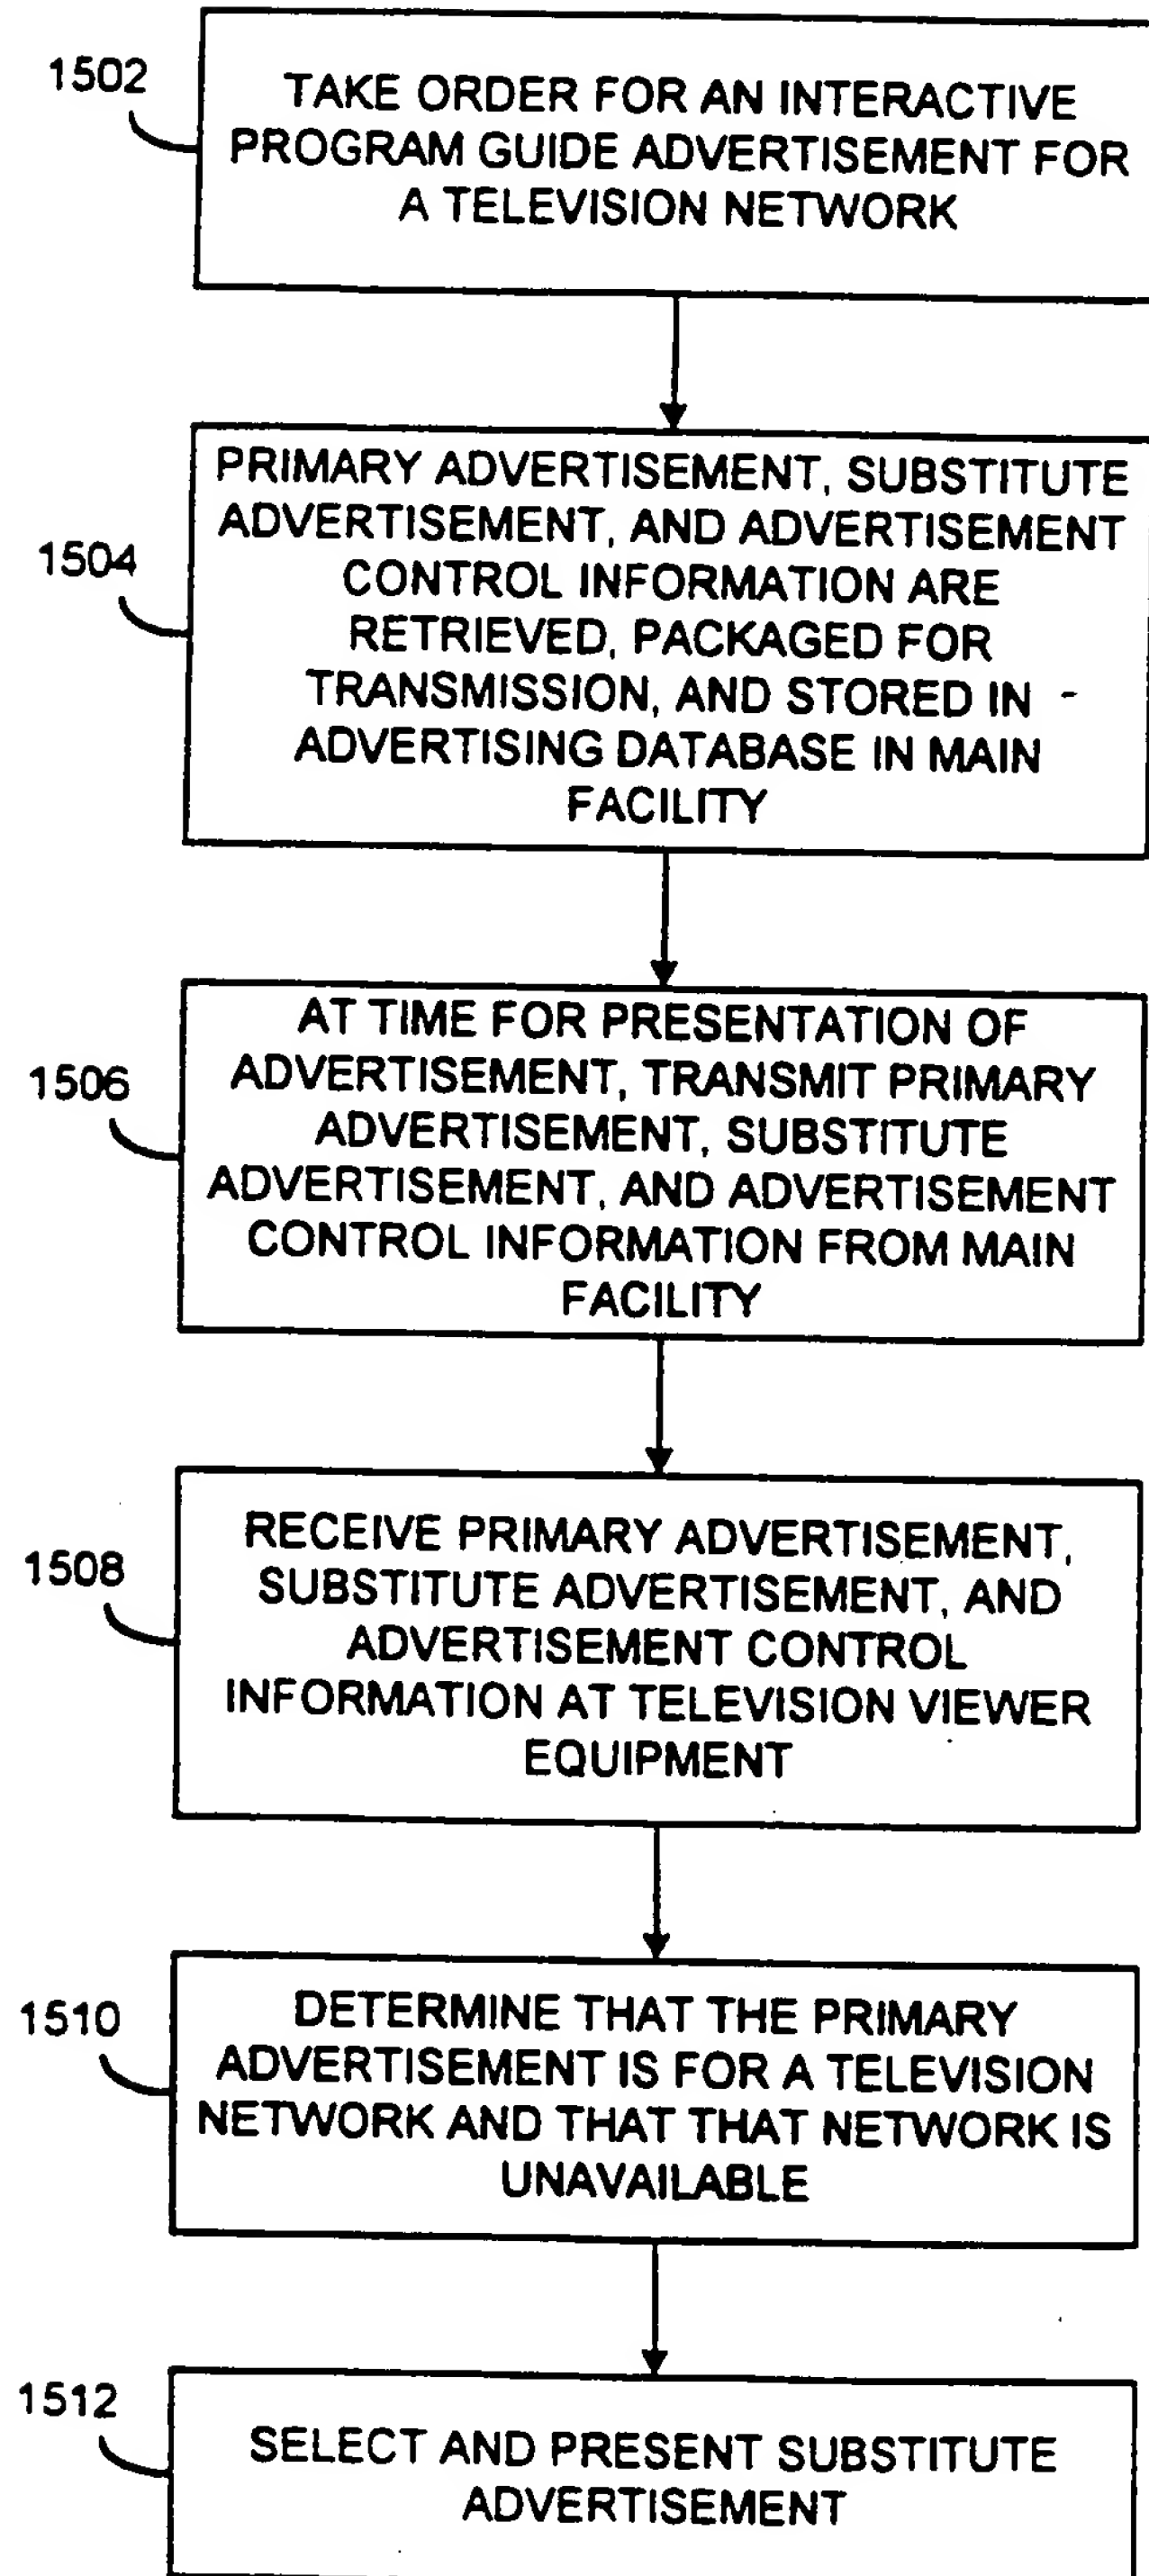 1502
TAKE ORDER FOR AN INTERACTIVE
PROGRAM GUIDE ADVERTISEMENT FOR
A TELEVISION NETWORK
1504
PRIMARY ADVERTISEMENT, SUBSTITUTE
ADVERTISEMENT, AND ADVERTISEMENT
CONTROL INFORMATION ARE
RETRIEVED, PACKAGED FOR
TRANSMISSION, AND STORED IN
ADVERTISING DATABASE IN MAIN
FACILITY
1506
AT TIME FOR PRESENTATION OF
ADVERTISEMENT, TRANSMIT PRIMARY
ADVERTISEMENT, SUBSTITUTE
ADVERTISEMENT, AND ADVERTISEMENT
CONTROL INFORMATION FROM MAIN
FACILITY
1508
RECEIVE PRIMARY ADVERTISEMENT,
SUBSTITUTE ADVERTISEMENT, AND
ADVERTISEMENT CONTROL
INFORMATION AT TELEVISION VIEWER
EQUIPMENT
1510
DETERMINE THAT THE PRIMARY
ADVERTISEMENT IS FOR A TELEVISION
NETWORK AND THAT THAT NETWORK IS
UNAVAILABLE
1512
SELECT AND PRESENT SUBSTITUTE
ADVERTISEMENT